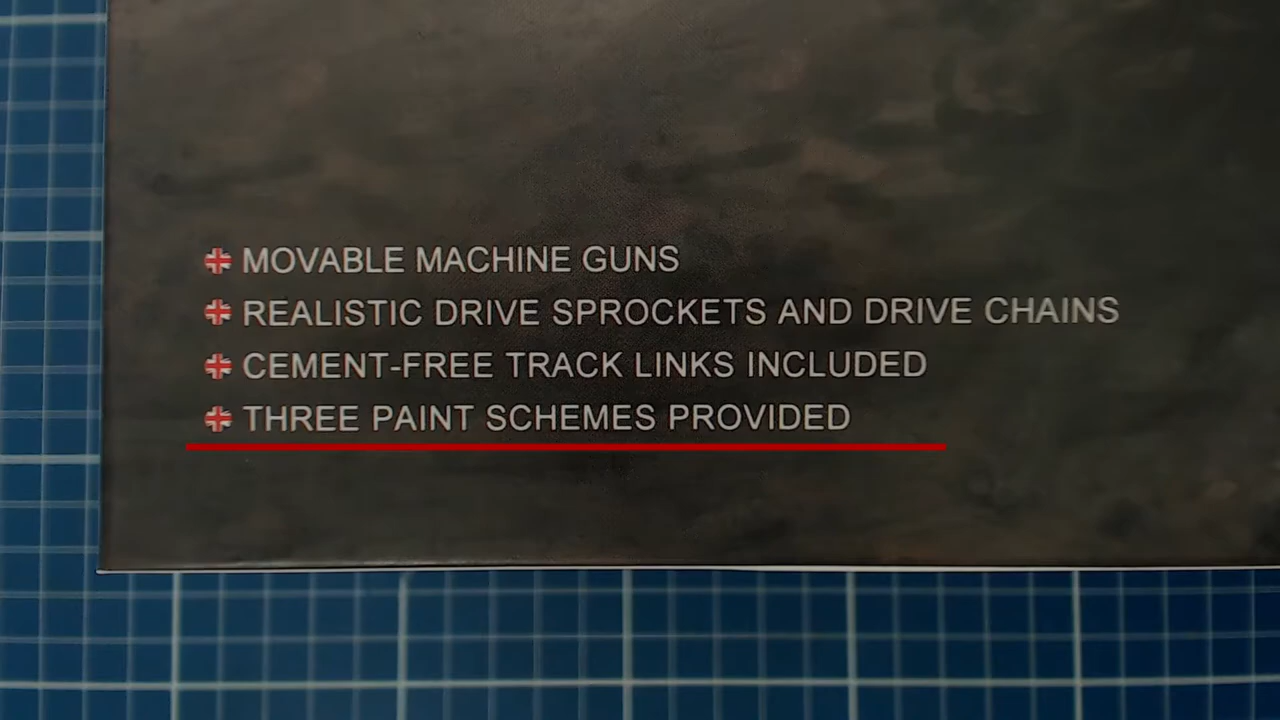 MOVABLE MACHINE GUNS
REALISTIC DRIVE SPROCKETS AND DRIVE CHAINS
CEMENT-FREE TRACK LINKS INCLUDED
THREE PAINT SCHEMES PROVIDED